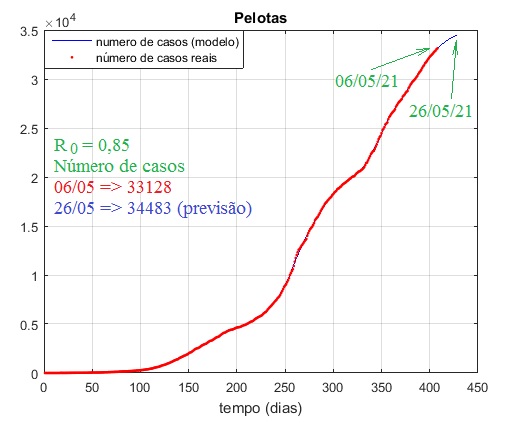 Pelotas
×10⁴
3.5
numero de casos (modelo)
número de casos reais
3
06/05/21
26/05/21
2.5
R0 = 0,85
Número de casos
2
06/05 => 33128
26/05 => 34483 (previsão)
1.5
1
0.5
0
0 50 100 150 200 250 300 350 400 450
tempo (dias)